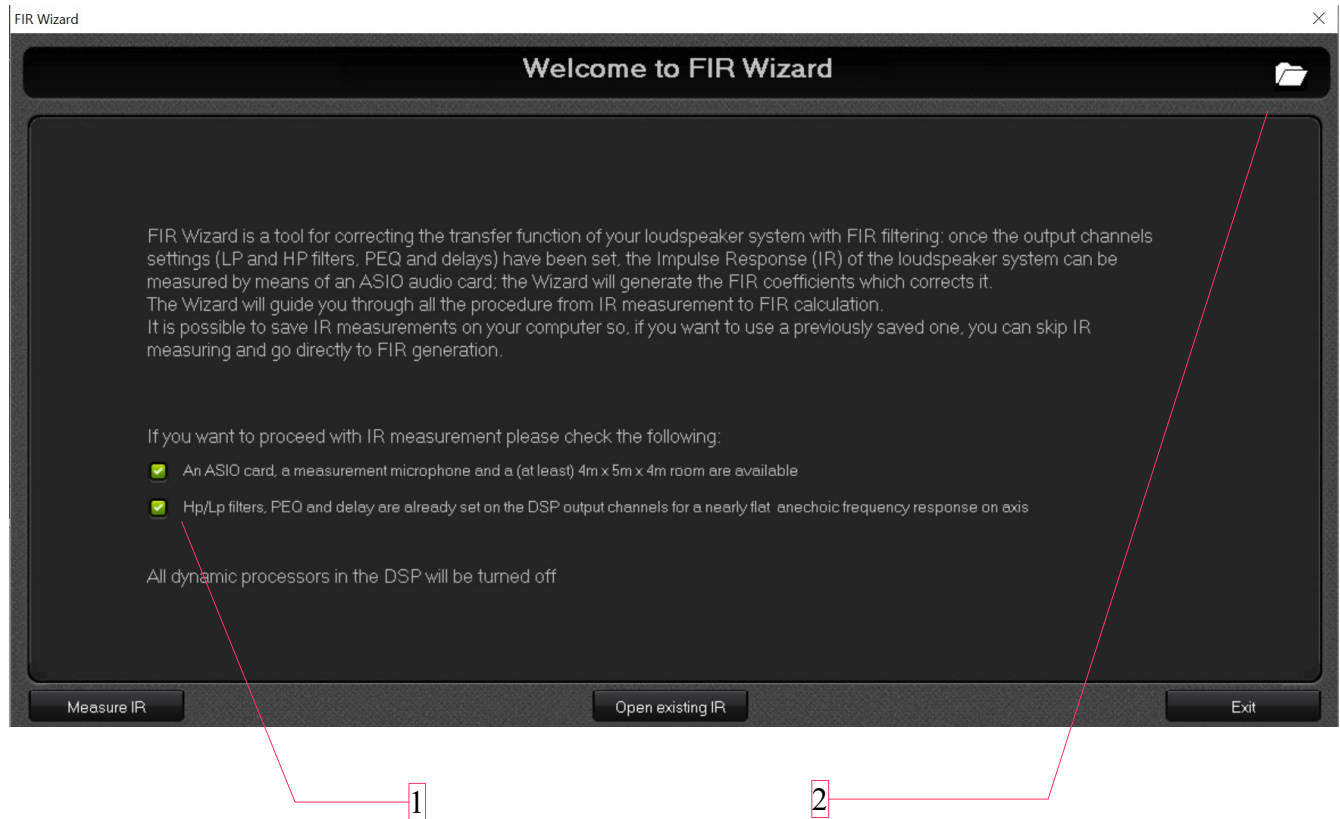 FIR Wizard
Welcome to FIR Wizard
FIR Wizard is a tool for correcting the transfer function of your loudspeaker system with FIR filtering: once the output channels
settings (LP and HP filters, PEQ and delays) have been set, the Impulse Response (IR) of the loudspeaker system can be
measured by means of an ASIO audio card; the Wizard will generate the FIR coefficients which corrects it.
The Wizard will guide you through all the procedure from IR measurement to FIR calculation.
It is possible to save IR measurements on your computer so, if you want to use a previously saved one, you can skip IR
measuring and go directly to FIR generation.
If you want to proceed with IR measurement please check the following:
An ASIO card, a measurement microphone and a (at least) 4m x 5m x 4m room are available
Hp/Lp filters, PEQ and delay are already set on the DSP output channels for a nearly flat anechoic frequency response on axis
All dynamic processors in the DSP will be turned off
Measure IR
Open existing IR
Exit
1
2